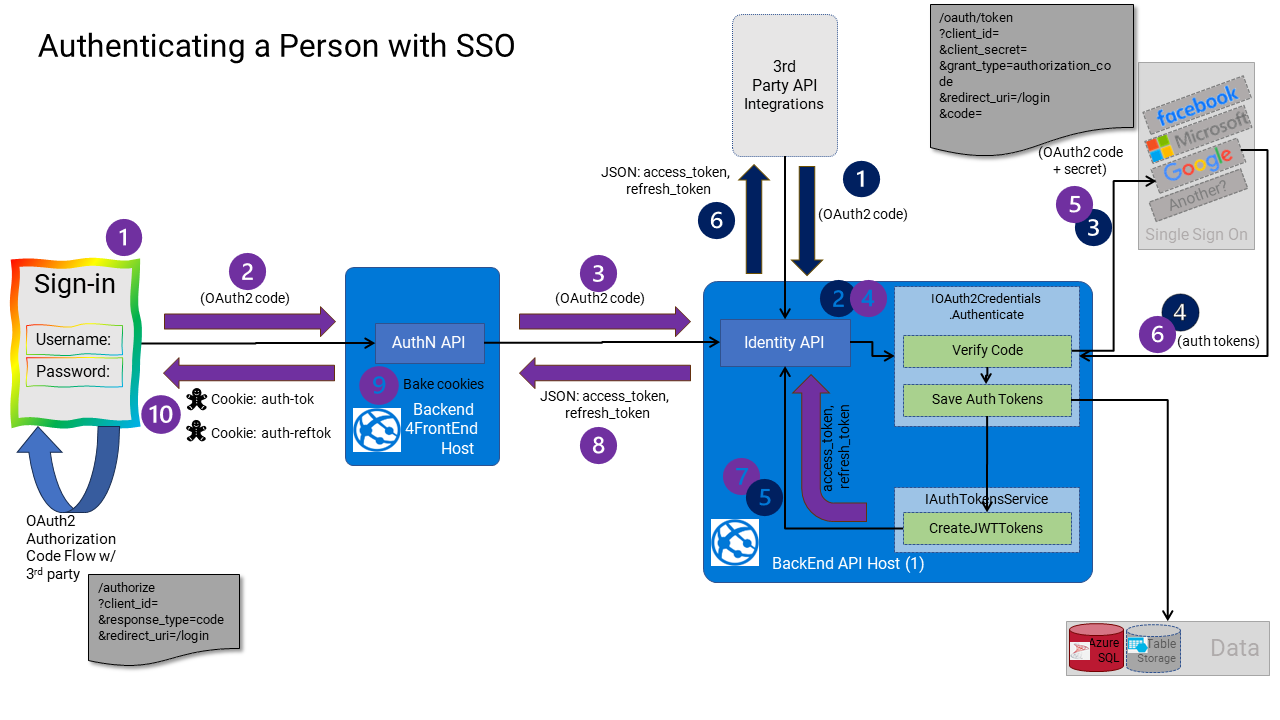 Authenticating a Person with SSO
3rd
Party API
Integrations
/oauth/token
?client_id=
&client_secret=
&grant_type=authorization_co
de
&redirect_uri=/login
&code=
facebook
Microsoft
Google
Another?
Single Sign On
(OAuth2 code
+ secret)
5
3
JSON: access_token,
refresh_token
6
1
(OAuth2 code)
1
Sign-in
Username:
Password:
2
(OAuth2 code)
AuthN API
9
Bake cookies
Backend
4FrontEnd
Host
10
Cookie: auth-tok
Cookie: auth-reftok
3
(OAuth2 code)
JSON: access_token,
refresh_token
8
2
4
Identity API
IOAuth2Credentials
.Authenticate
Verify Code
Save Auth Tokens
4
6
(auth tokens)
access_token,
refresh_token
7
5
IAuthTokensService
CreateJWTTokens
BackEnd API Host (1)
OAuth2
Authorization
Code Flow w/
3rd party
/authorize
?client_id=
&response_type=code
&redirect_uri=/login
Azure
SQL
Table
Storage
Data